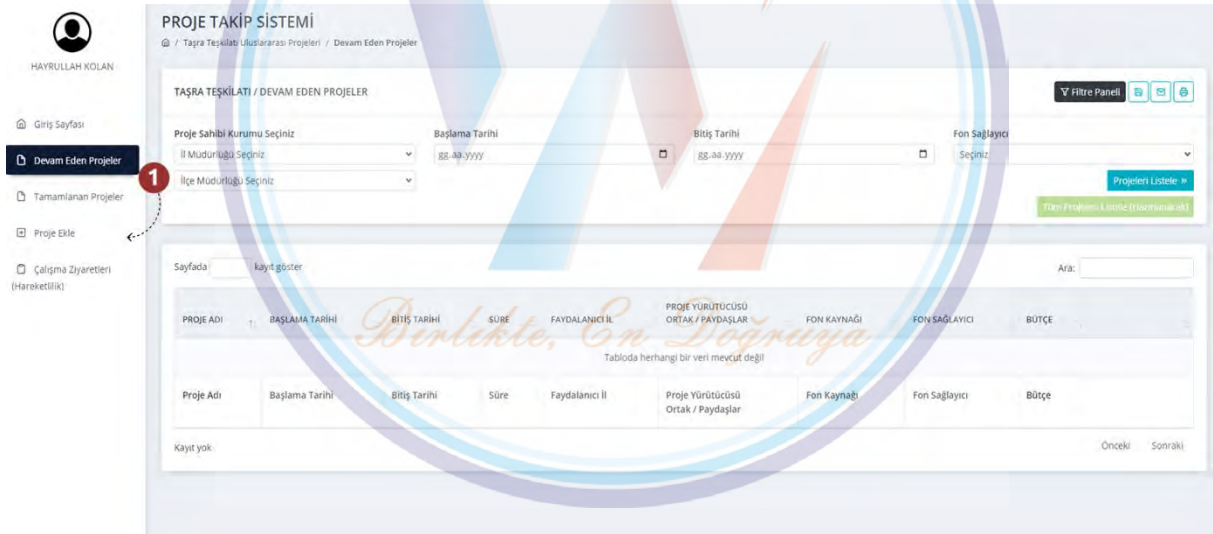 PROJE TAKİP SİSTEMİ
/ Taşra Teşkilatı Uluslararası Projeleri / Devam Eden Projeler
HAYRULLAH KOLAN
Giriş Sayfası
Devam Eden Projeler
1
Tamamlanan Projeler
Proje Ekle
Çalışma Ziyaretleri
(Hareketlilik)
TAŞRA TEŞKİLATI / DEVAM EDEN PROJELER
Filtre Paneli
Proje Sahibi Kurumu Seçiniz
Başlama Tarihi
Bitiş Tarihi
Fon Sağlayıcı
İl Müdürlüğü Seçiniz
gg.aa.yyyy
gg.aa.yyyy
Seçiniz
İlçe Müdürlüğü Seçiniz
Projeleri Listele »
Tüm Projeleri Listele
Sayfada kayıt göster
Ara:
PROJE ADI
BAŞLAMA TARİHİ
BİTİŞ TARİHİ
SÜRE
FAYDALANICI İL
PROJE YÜRÜTÜCÜSÜ
ORTAK / PAYDAŞLAR
FON KAYNAĞI
FON SAĞLAYICI
BÜTÇE
Birlikte, En Doğruya
Tabloda herhangi bir veri mevcut değil
Proje Adı
Başlama Tarihi
Bitiş Tarihi
Süre
Faydalanıcı İl
Proje Yürütücüsü
Ortak / Paydaşlar
Fon Kaynağı
Fon Sağlayıcı
Bütçe
Kayıt yok
Önceki
Sonraki